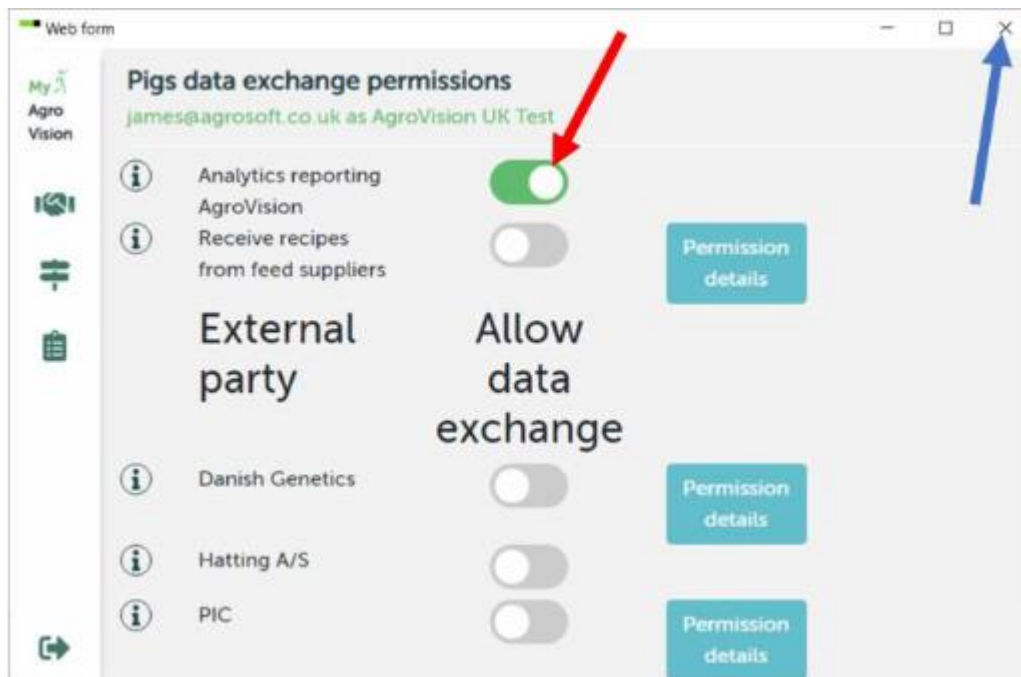 Web form
My
Agro
Vision
Pigs data exchange permissions
james@agrosoft.co.uk as AgroVision UK Test
Analytics reporting
AgroVision
Receive recipes
from feed suppliers
Permission
details
External
party
Allow
data
exchange
Danish Genetics
Permission
details
Hatting A/S
PIC
Permission
details